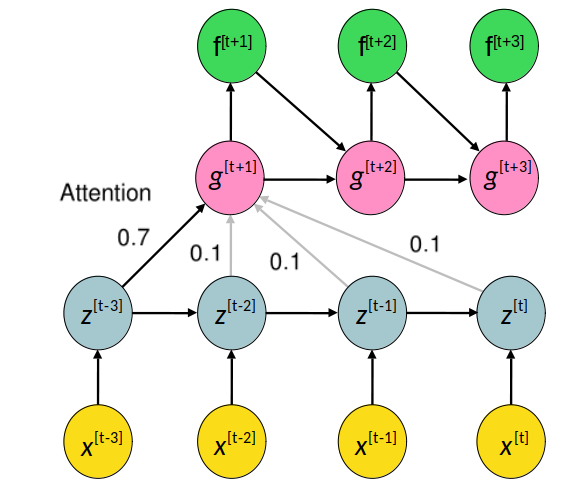 f[t+1] f[t+2] f[t+3]
g[t+1] g[t+2] g[t+3]
Attention
0.7 0.1 0.1 0.1
z[t-3] z[t-2] z[t-1] z[t]
x[t-3] x[t-2] x[t-1] x[t]